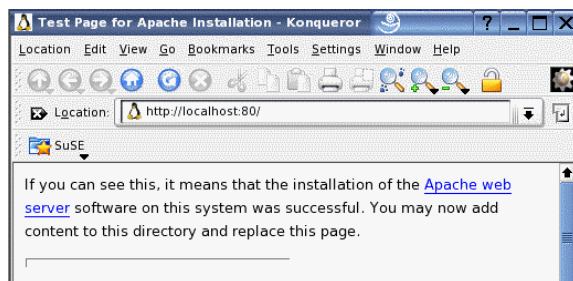 Test Page for Apache Installation - Konqueror
Location Edit View Go Bookmarks Tools Settings Window Help
Location: http://localhost:80/
SuSE
If you can see this, it means that the installation of the Apache web
server software on this system was successful. You may now add
content to this directory and replace this page.